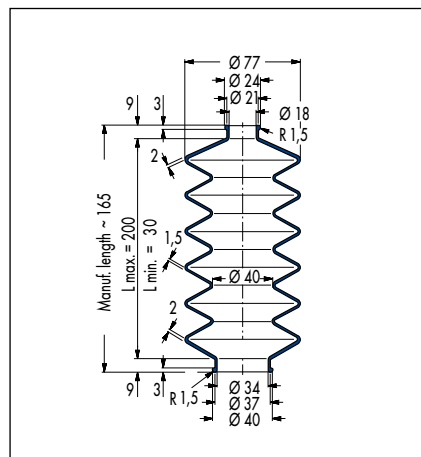 Ø 77
Ø 24
Ø 21
9
3
Ø 18
R 1,5
2
1,5
2
Manuf. length ~ 165
L max. = 200
L min. = 30
Ø 40
9
3
R 1,5
Ø 34
Ø 37
Ø 40